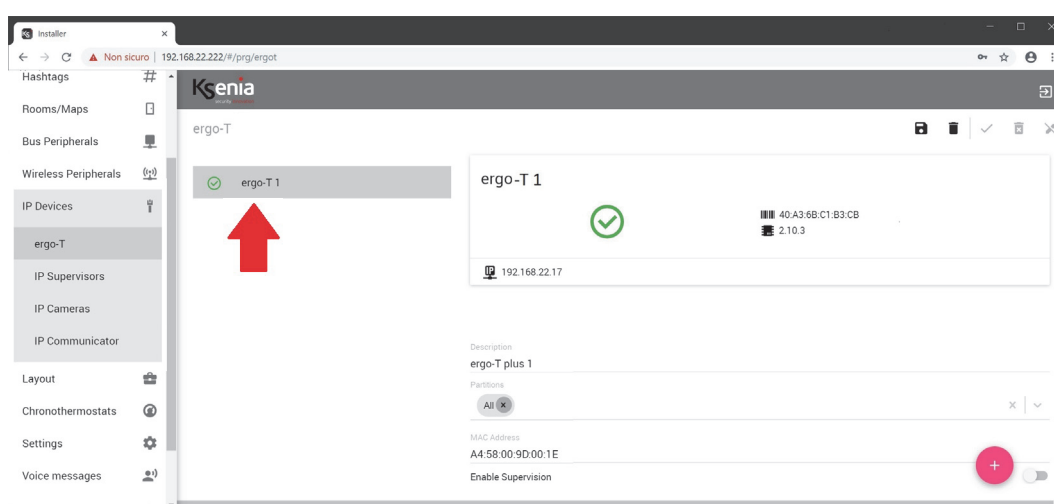 Installer
Non sicuro | 192.168.22.222/#/prg/ergot
Hashtags
Rooms/Maps
Bus Peripherals
Wireless Peripherals
IP Devices
ergo-T
IP Supervisors
IP Cameras
IP Communicator
Layout
Chronothermostats
Settings
Voice messages
Ksenia
ergo-T
ergo-T 1
ergo-T 1
40:A3:6B:C1:B3:CB
2.10.3
IP
192.168.22.17
Description
ergo-T plus 1
Partitions
All
MAC Address
A4:58:00:9D:00:1E
Enable Supervision